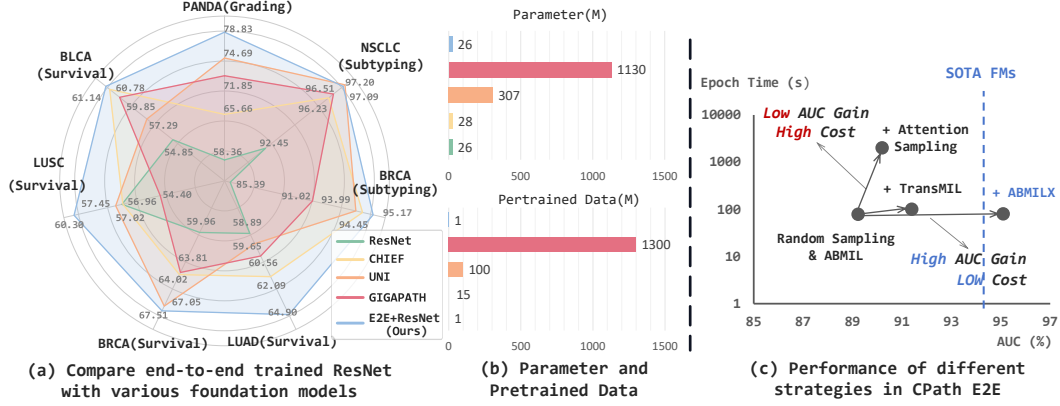 PANDA(Grading)
78.83
74.69
71.85
65.66
58.36
NSCLC
(Subtyping)
97.20
97.09
96.51
96.23
92.45
BRCA
(Subtyping)
95.17
94.45
93.99
91.02
85.39
LUAD(Survival)
64.90
62.09
60.56
59.65
58.89
BRCA(Survival)
67.51
67.05
64.02
63.81
59.96
LUSC
(Survival)
60.30
57.45
57.02
56.96
54.40
BLCA
(Survival)
61.14
60.78
59.85
57.29
54.85
ResNet
CHIEF
UNI
GIGAPATH
E2E+ResNet
(Ours)
(a) Compare end-to-end trained ResNet
with various foundation models
Parameter(M)
26
1130
307
28
26
0 500 1000 1500
Pertrained Data(M)
1
1300
100
15
1
0 500 1000 1500
(b) Parameter and
Pretrained Data
SOTA FMs
Epoch Time (s)
10000
1000
100
10
1
Low AUC Gain
High Cost
+ Attention
Sampling
+ TransMIL
+ ABMILX
Random Sampling
& ABMIL
High AUC Gain
LOW Cost
85 87 89 91 93 95 97
AUC (%)
(c) Performance of different
strategies in CPath E2E